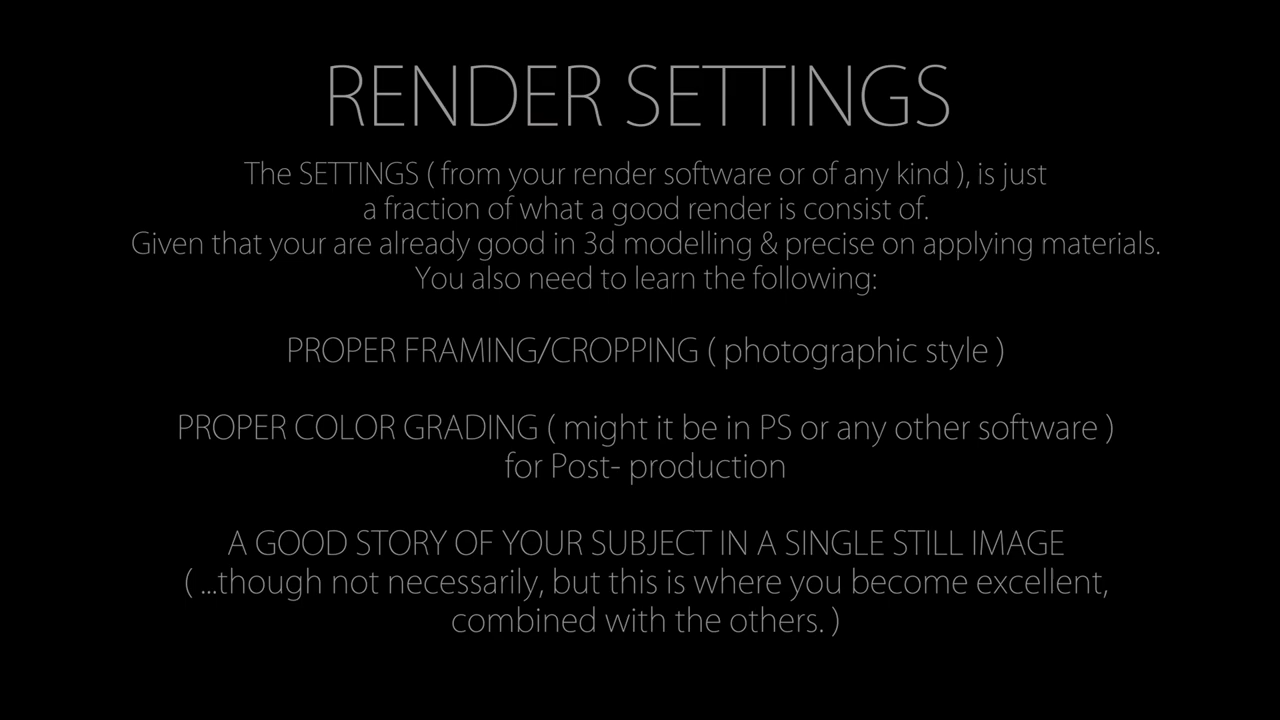 RENDER SETTINGS
The SETTINGS ( from your render software or of any kind ), is just
a fraction of what a good render is consist of.
Given that your are already good in 3d modelling & precise on applying materials.
You also need to learn the following:
PROPER FRAMING/CROPPING ( photographic style )
PROPER COLOR GRADING ( might it be in PS or any other software )
for Post- production
A GOOD STORY OF YOUR SUBJECT IN A SINGLE STILL IMAGE
( ...though not necessarily, but this is where you become excellent,
combined with the others. )